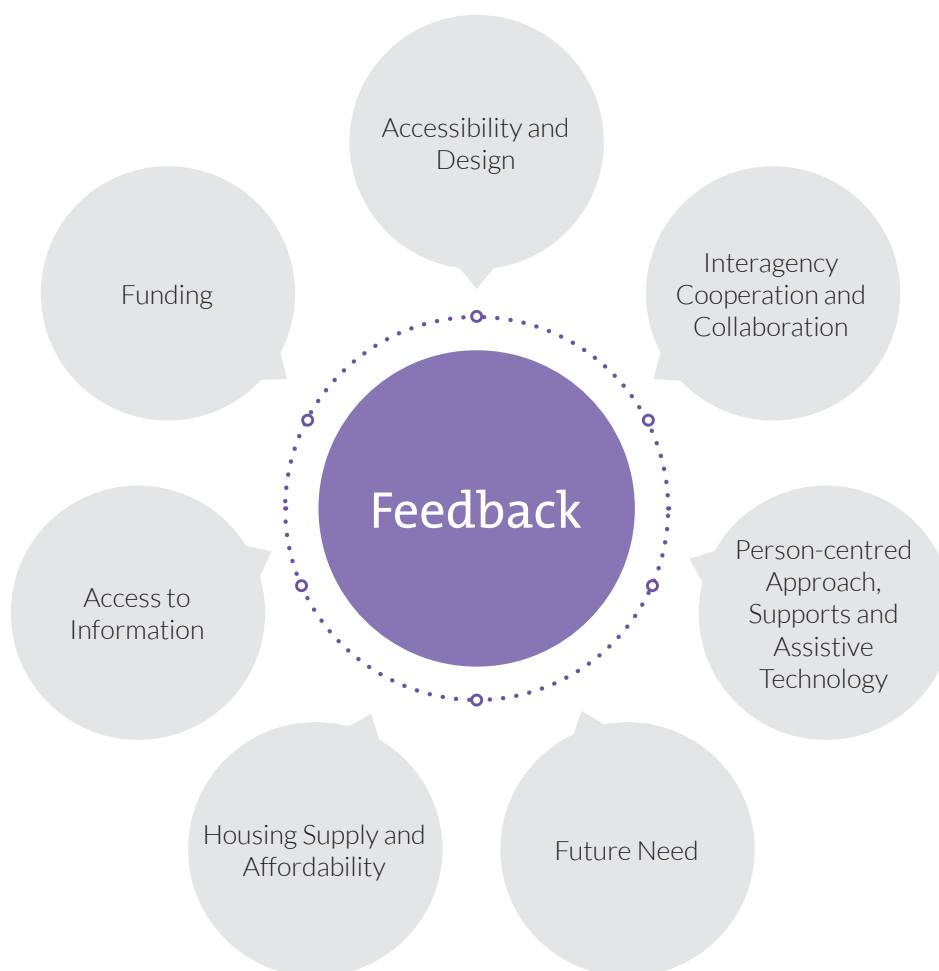 Accessibility and
Design
Interagency
Cooperation and
Collaboration
Person-centred
Approach,
Supports and
Assistive
Technology
Future Need
Housing Supply and
Affordability
Access to
Information
Funding
Feedback